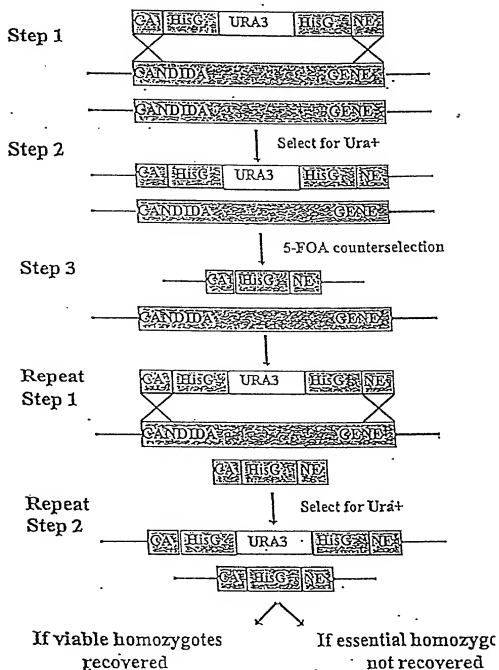 CA HisG URA3 HisG NE
Step 1
CANDIDA GENE
CANDIDA GENE
Select for Ura+
Step 2
CA HisG URA3 HisG NE
CANDIDA GENE
5-FOA counterselection
Step 3
CA HisG NE
CANDIDA GENE
Repeat
Step 1
CA HisG URA3 HisG NE
CANDIDA GENE
CA HisG NE
Repeat
Step 2
Select for Ura+
CA HisG URA3 HisG NE
CA HisG NE
If viable homozygotes
recovered
If essential homozygo
not recovered